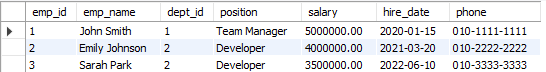 emp_id emp_name dept_id position salary hire_date phone
1 John Smith 1 Team Manager 5000000.00 2020-01-15 010-1111-1111
2 Emily Johnson 2 Developer 4000000.00 2021-03-20 010-2222-2222
3 Sarah Park 2 Developer 3500000.00 2022-06-10 010-3333-3333